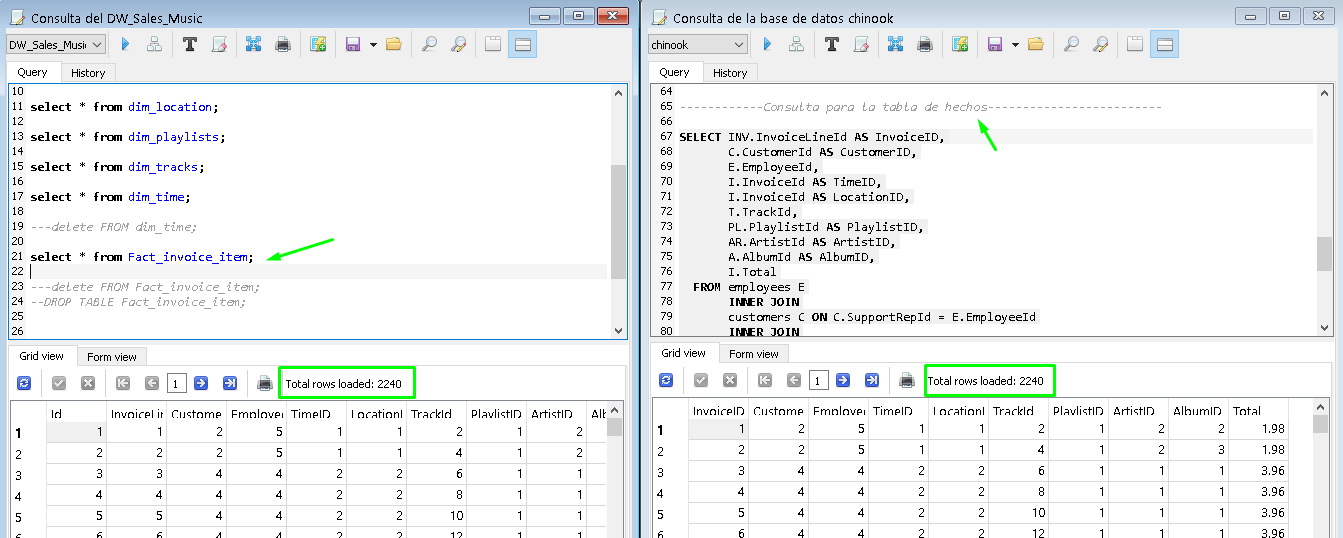 Consulta del DW_Sales_Music
DW_Sales_Musi
Query
History
10
11 select * from dim_location;
12
13 select * from dim_playlists;
14
15 select * from dim_tracks;
16
17 select * from dim_time;
18
19 ---delete FROM dim_time;
20
21 select * from Fact_invoice_item;
22
23 ---delete FROM Fact_invoice_item;
24 --DROP TABLE Fact_invoice_item;
25
26
Grid view
Form view
1
Total rows loaded: 2240
Id InvoiceLin Custome Employee TimeID LocationI TrackId PlaylistID ArtistID Alb
1 1 1 2 5 1 1 2 1 2
2 2 2 2 5 1 1 4 1 2
3 3 3 4 4 2 2 6 1 1
4 4 4 4 4 2 2 8 1 1
5 5 5 4 4 2 2 10 1 1
6 6 6 4 4 2 2 12 1 1
Consulta de la base de datos chinook
chinook
Query
History
64
65 ------------Consulta para la tabla de hechos-------------------------
66
67 SELECT INV.InvoiceLineId AS InvoiceID,
68 C.CustomerId AS CustomerID,
69 E.EmployeeId,
70 I.InvoiceId AS TimeID,
71 I.InvoiceId AS LocationID,
72 T.TrackId,
73 PL.PlaylistId AS PlaylistID,
74 AR.ArtistId AS ArtistID,
75 A.AlbumId AS AlbumID,
76 I.Total
77 FROM employees E
78 INNER JOIN
79 customers C ON C.SupportRepId = E.EmployeeId
80 INNER JOIN
Grid view
Form view
1
Total rows loaded: 2240
InvoiceID Custome Employee TimeID LocationI TrackId PlaylistID ArtistID AlbumID Total
1 1 2 5 1 1 2 1 2 2 1.98
2 2 2 5 1 1 4 1 2 3 1.98
3 3 4 4 2 2 6 1 1 1 3.96
4 4 4 4 2 2 8 1 1 1 3.96
5 5 4 4 2 2 10 1 1 1 3.96
6 6 4 4 2 2 12 1 1 1 3.96